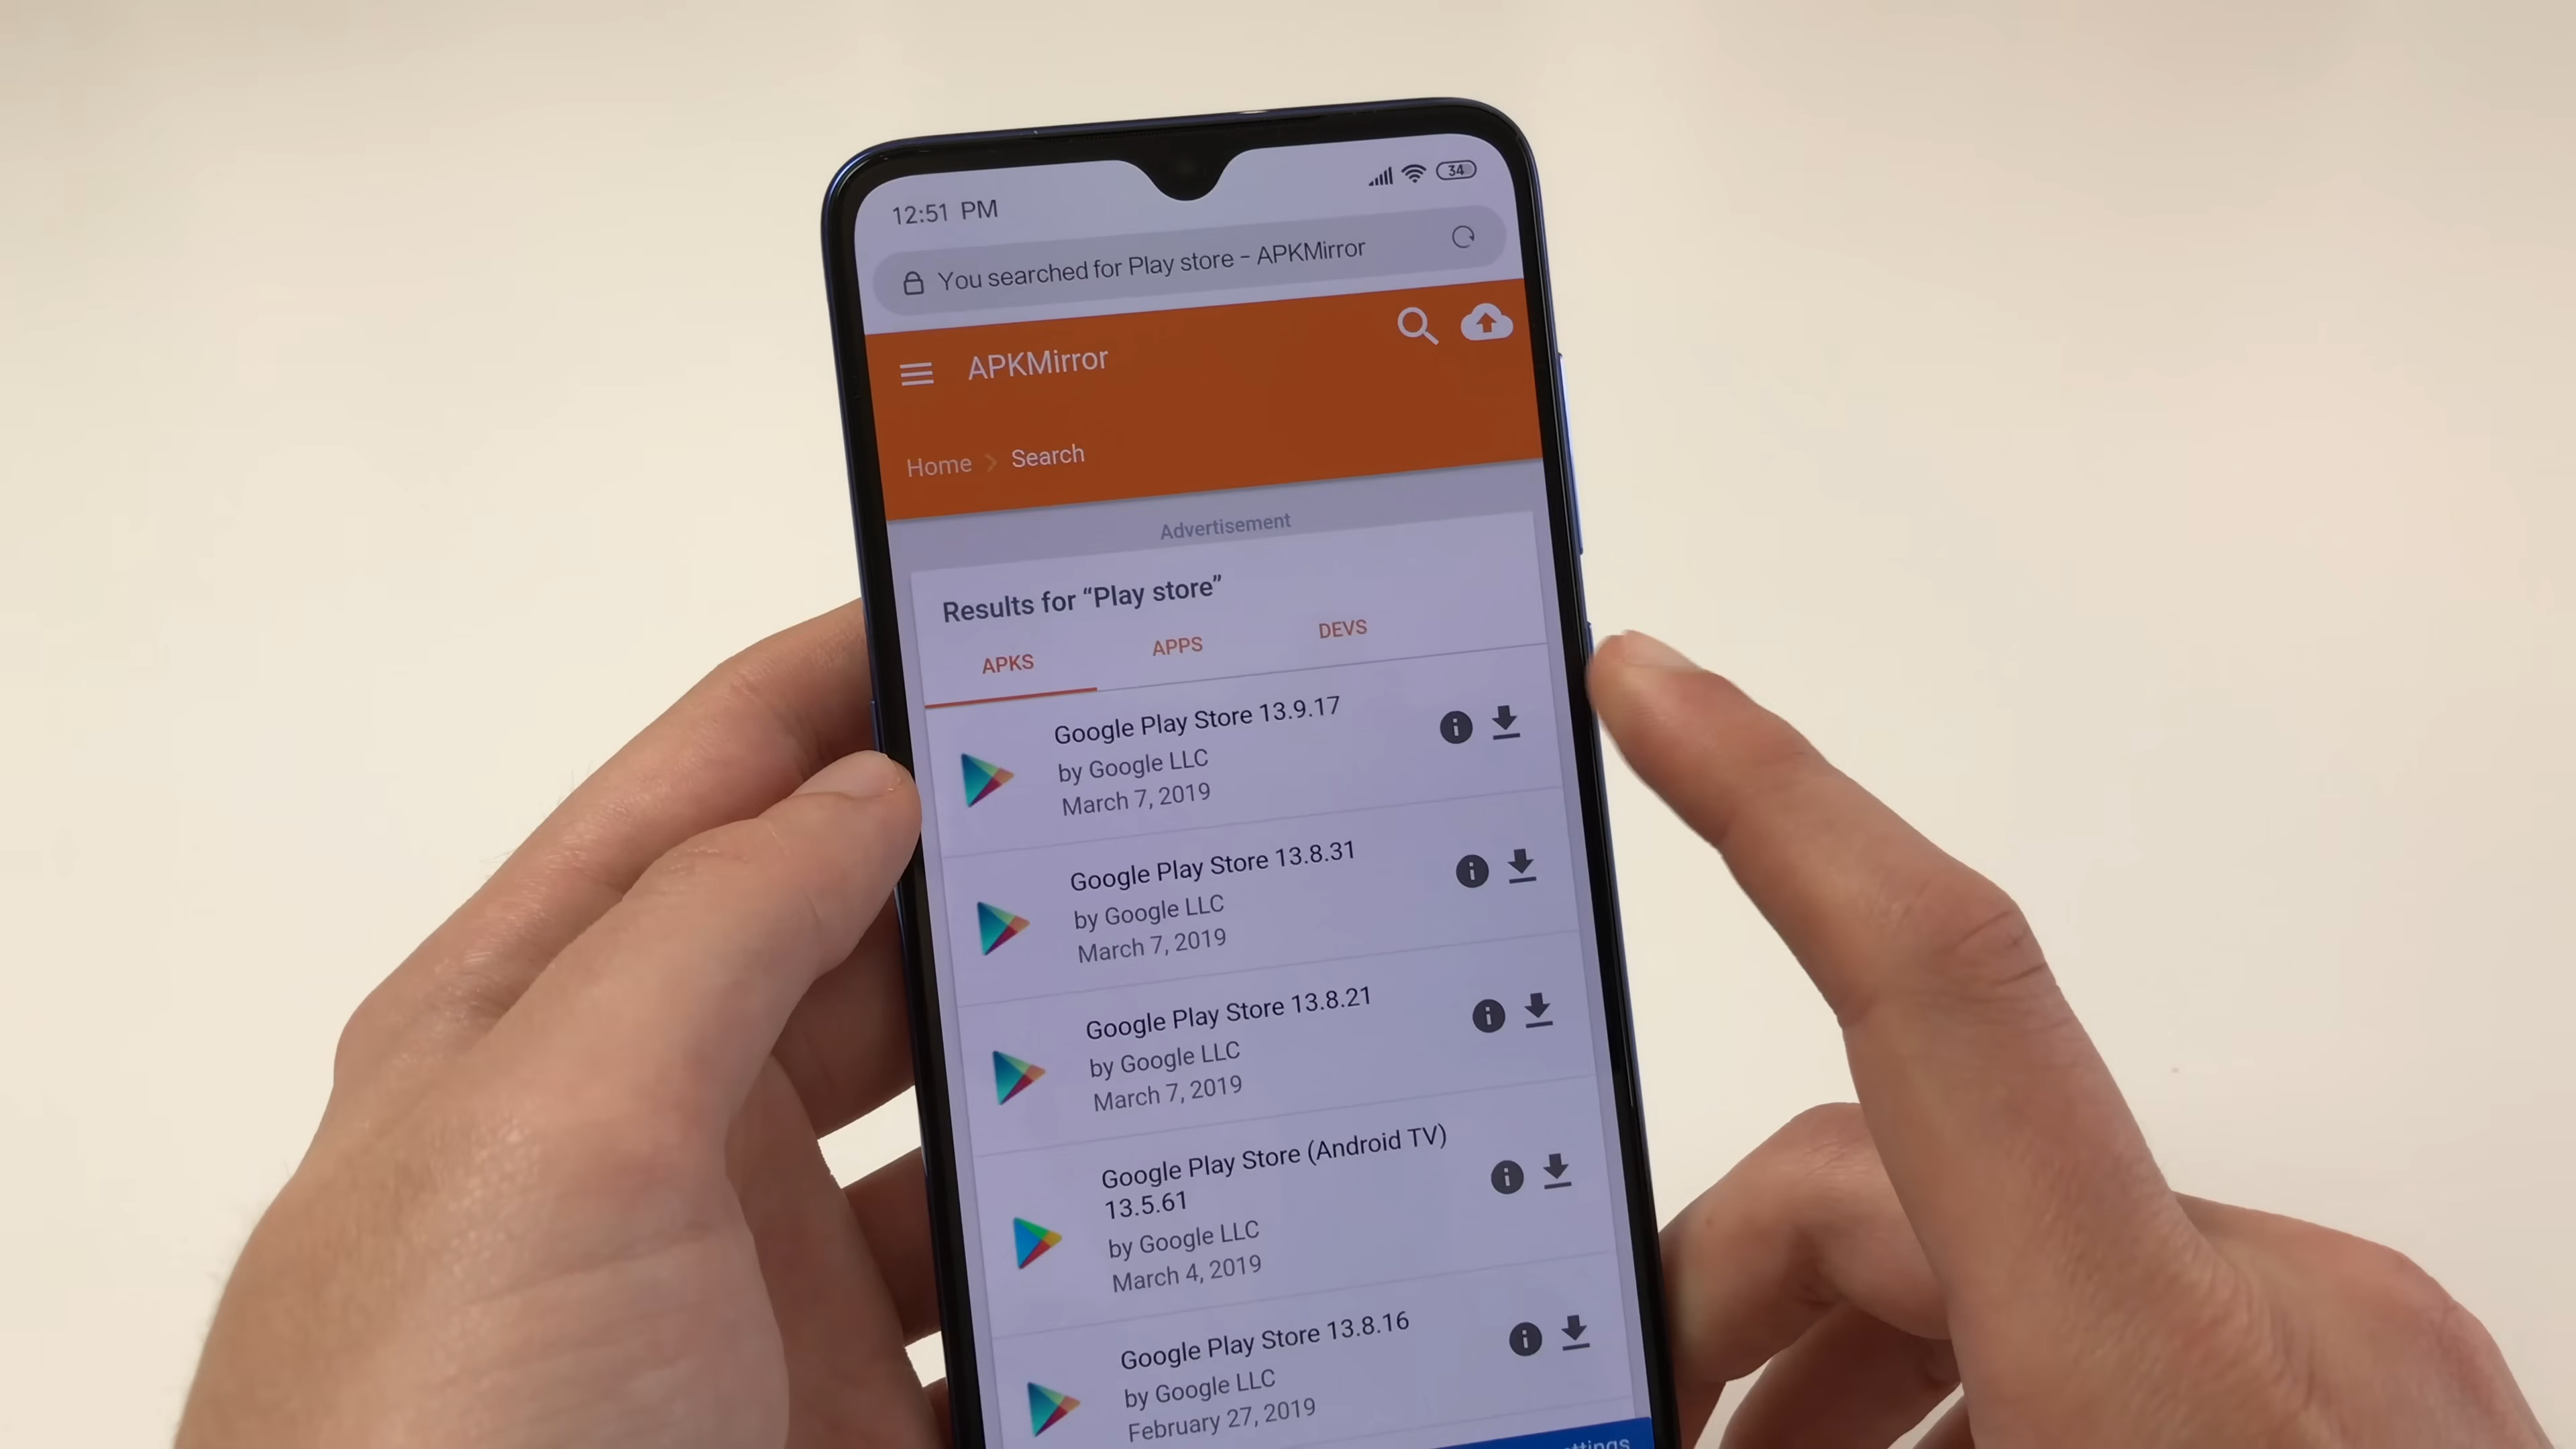 12:51 PM
34
You searched for Play store - APKMirror
APKMirror
Home > Search
Advertisement
Results for “Play store”
APKS APPS DEVS
Google Play Store 13.9.17
by Google LLC
March 7, 2019
Google Play Store 13.8.31
by Google LLC
March 7, 2019
Google Play Store 13.8.21
by Google LLC
March 7, 2019
Google Play Store (Android TV)
13.5.61
by Google LLC
March 4, 2019
Google Play Store 13.8.16
by Google LLC
February 27, 2019